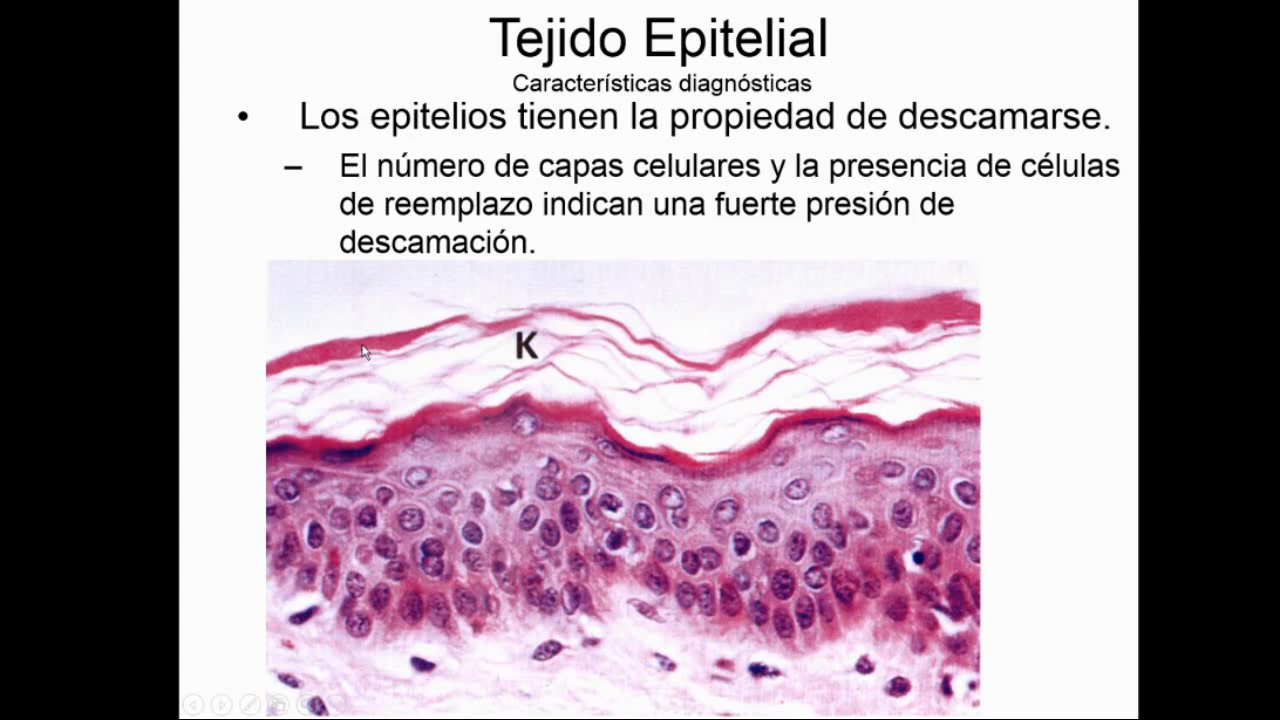 Tejido Epitelial
Características diagnósticas
• Los epitelios tienen la propiedad de descamarse.
– El número de capas celulares y la presencia de células
de reemplazo indican una fuerte presión de
descamación.
K